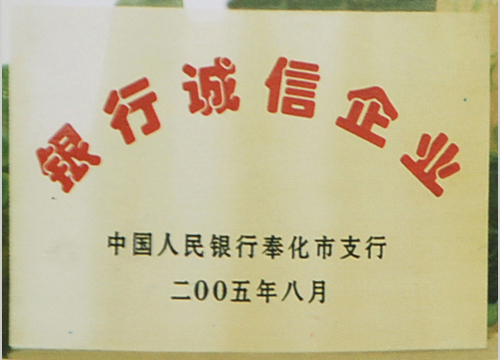 银行诚信企业
中国人民银行奉化市支行
二00五年八月